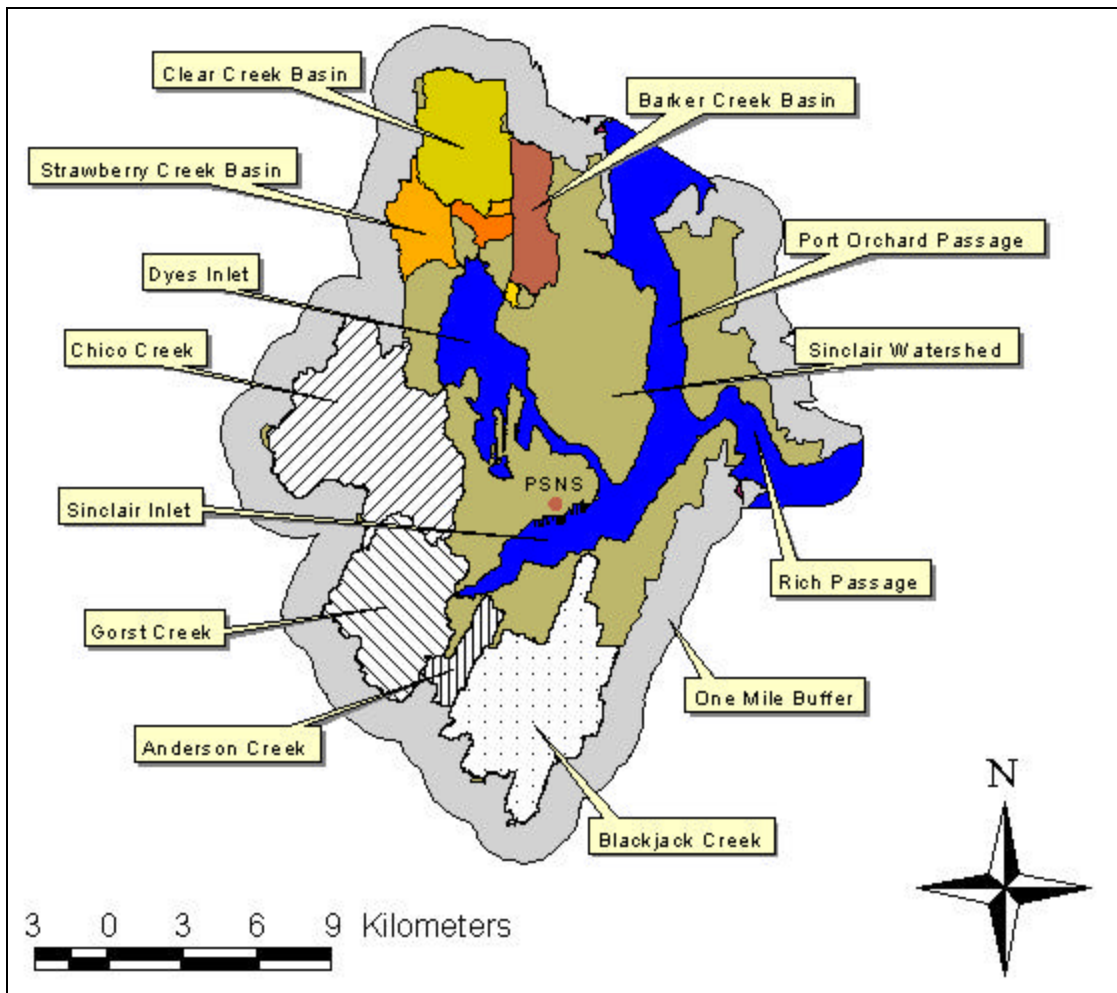 Clear Creek Basin
Barker Creek Basin
Strawberry Creek Basin
Port Orchard Passage
Dyes Inlet
Chico Creek
Sinclair Watershed
PSNS
Sinclair Inlet
Rich Passage
Gorst Creek
One Mile Buffer
Anderson Creek
N
Blackjack Creek
3 0 3 6 9 Kilometers